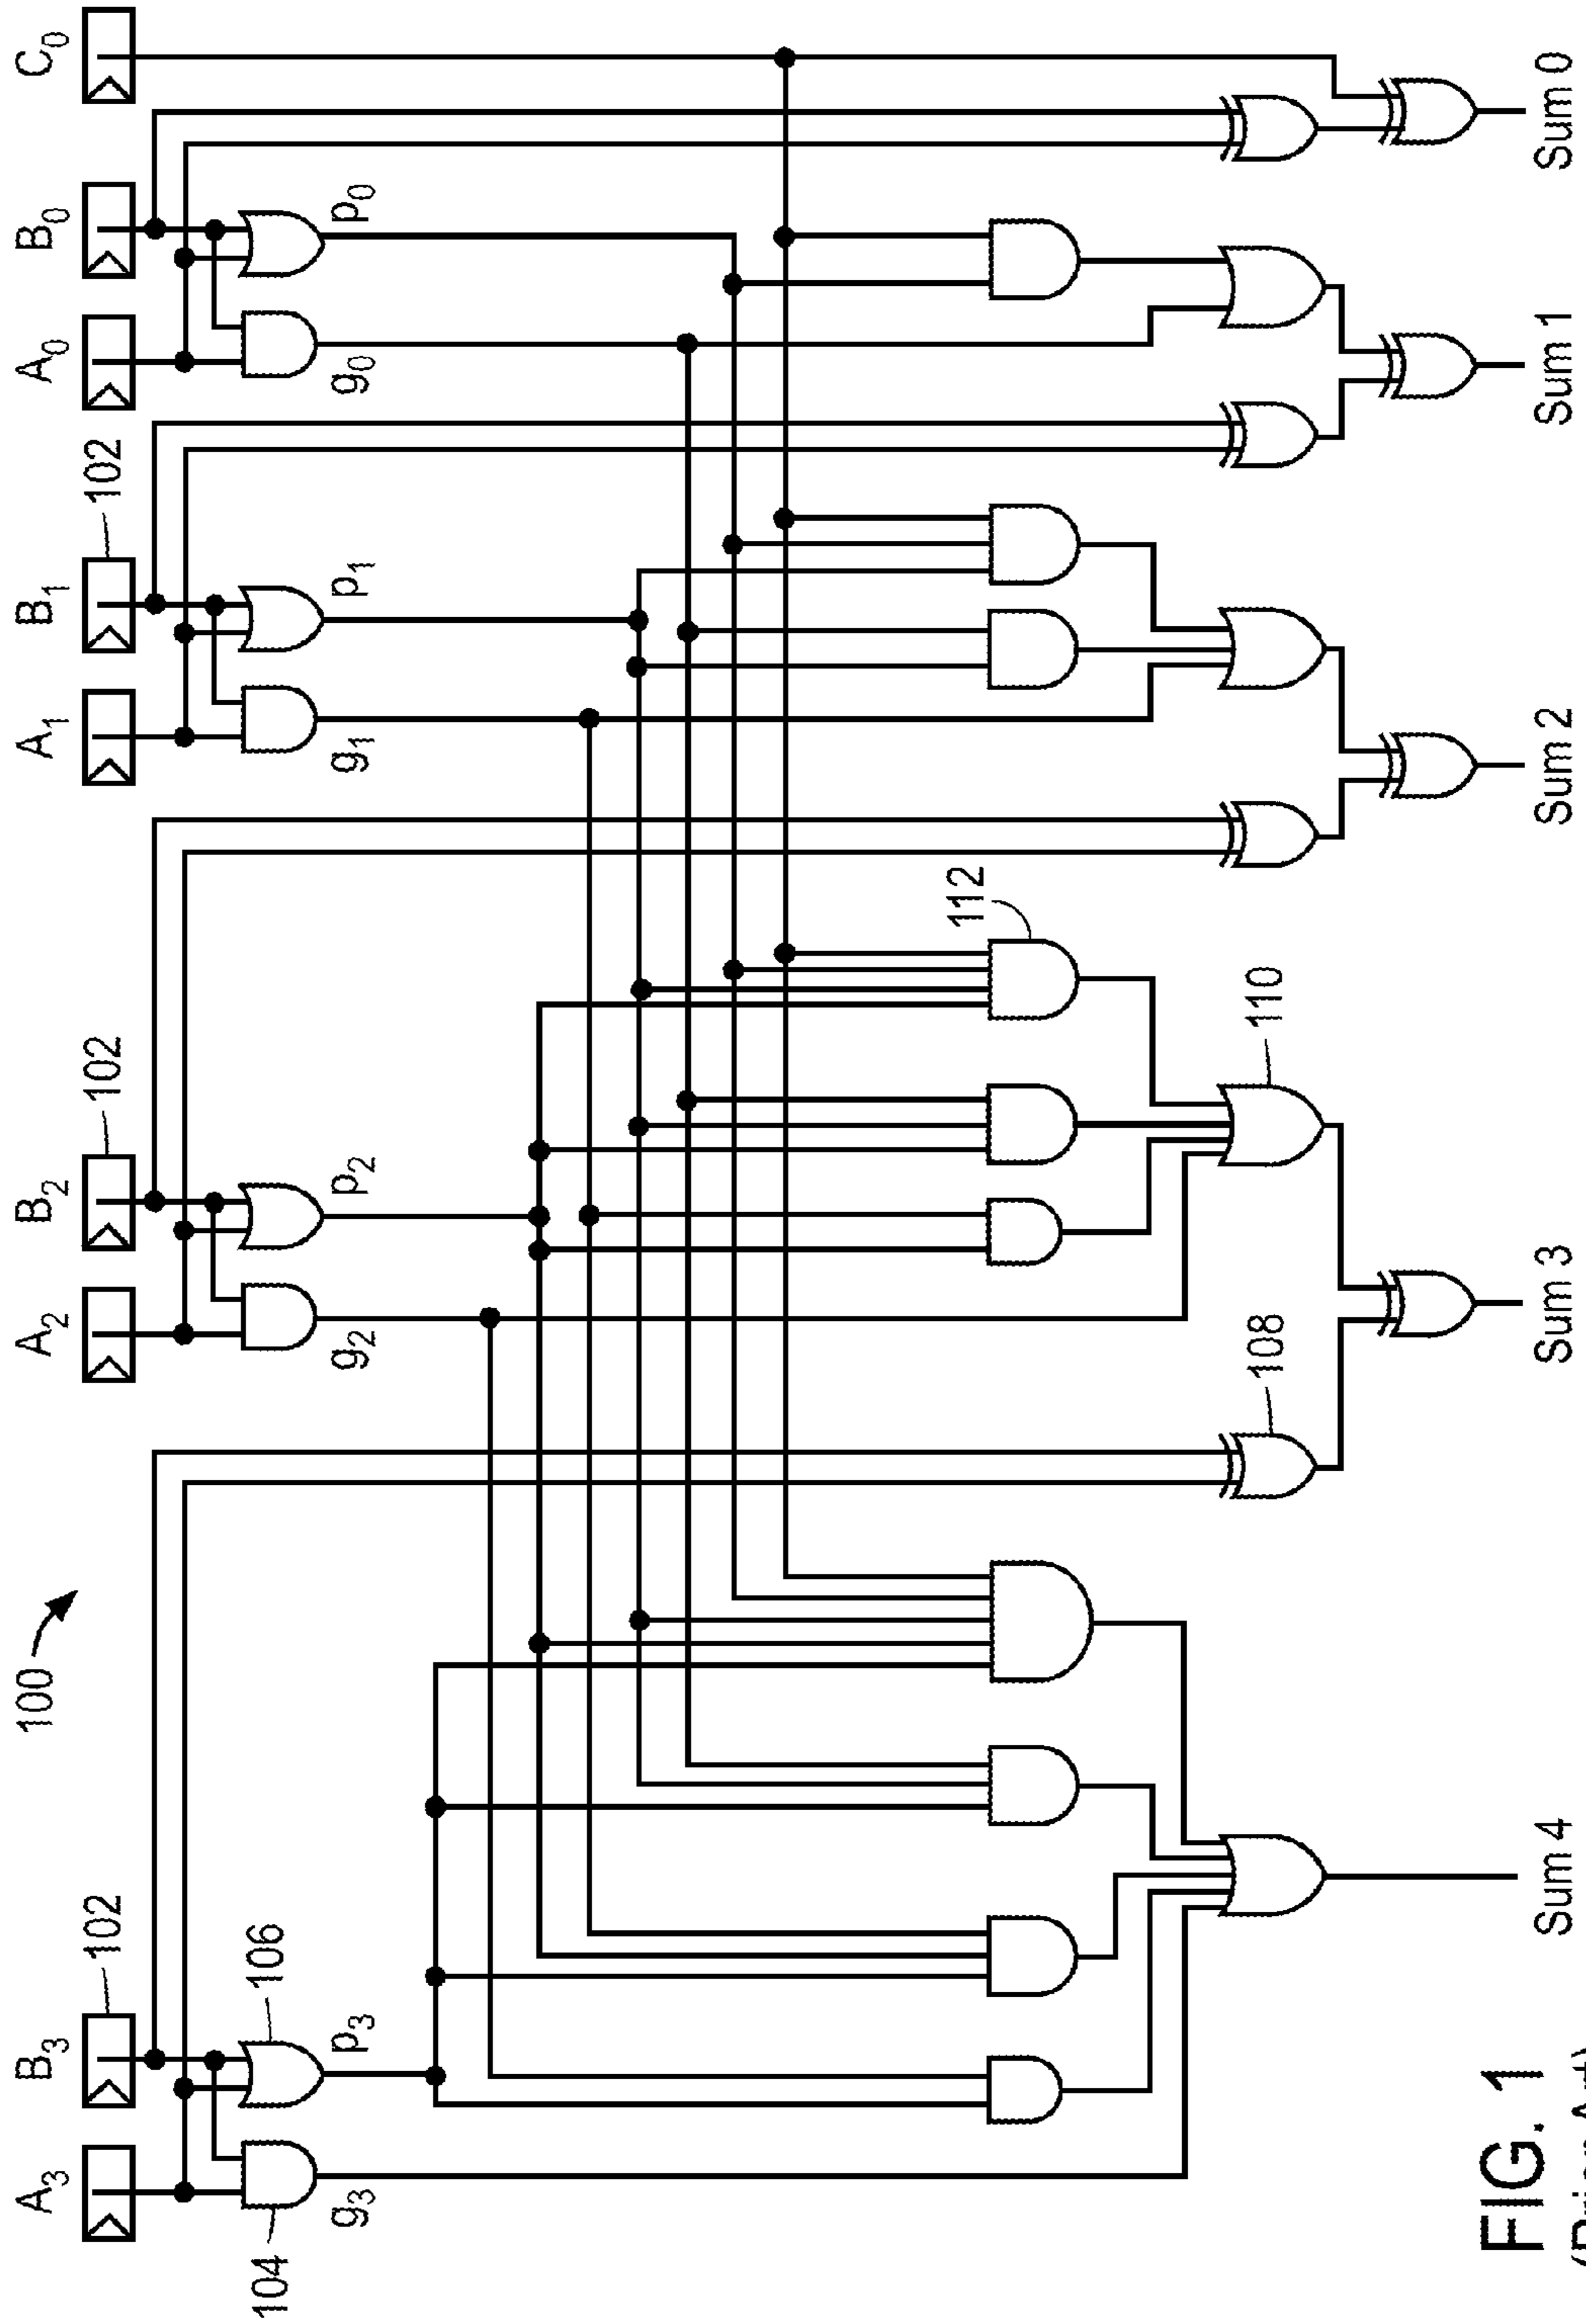 100
A3 B3 A2 B2 A1 B1 A0 B0 C0
102 102 102
104 106
g3 p3 g2 p2 g1 p1 g0 p0
112
108 110
Sum 4 Sum 3 Sum 2 Sum 1 Sum 0
FIG. 1
(Prior Art)